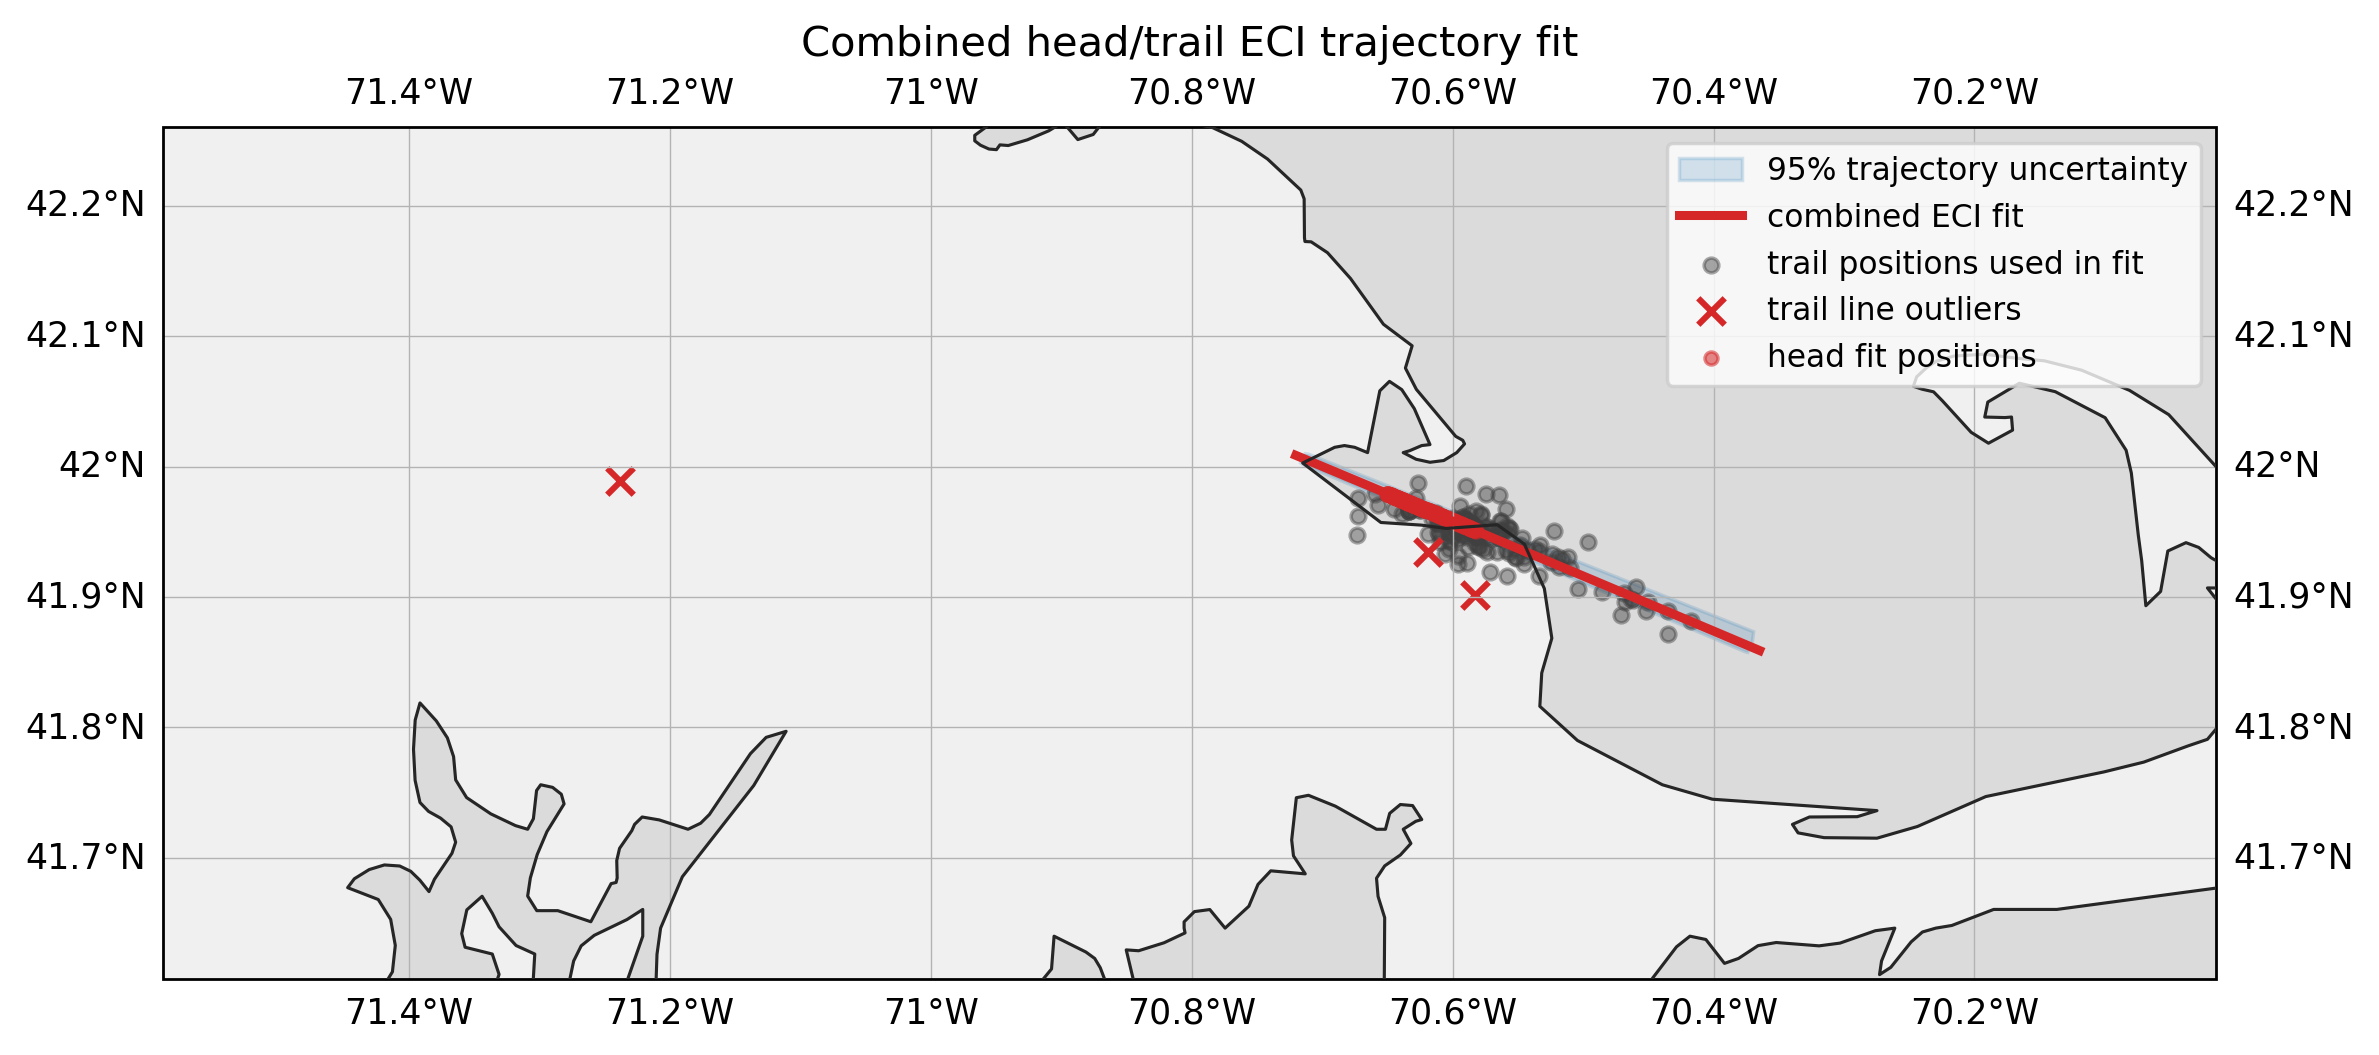 Combined head/trail ECI trajectory fit
71.4°W 71.2°W 71°W 70.8°W 70.6°W 70.4°W 70.2°W
95% trajectory uncertainty
combined ECI fit
trail positions used in fit
trail line outliers
head fit positions
42.2°N 42.2°N
42.1°N 42.1°N
42°N 42°N
41.9°N 41.9°N
41.8°N 41.8°N
41.7°N 41.7°N
71.4°W 71.2°W 71°W 70.8°W 70.6°W 70.4°W 70.2°W